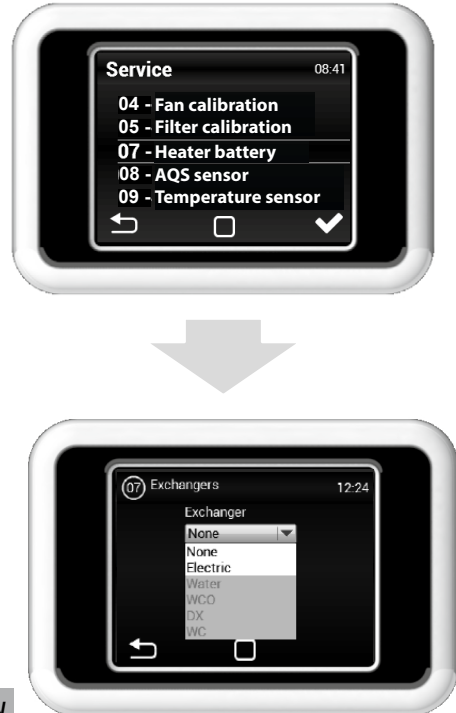 Service 08:41
04 - Fan calibration
05 - Filter calibration
07 - Heater battery
08 - AQS sensor
09 - Temperature sensor
07 Exchangers 12:24
Exchanger
None
None
Electric
Water
WCO
DX
WC